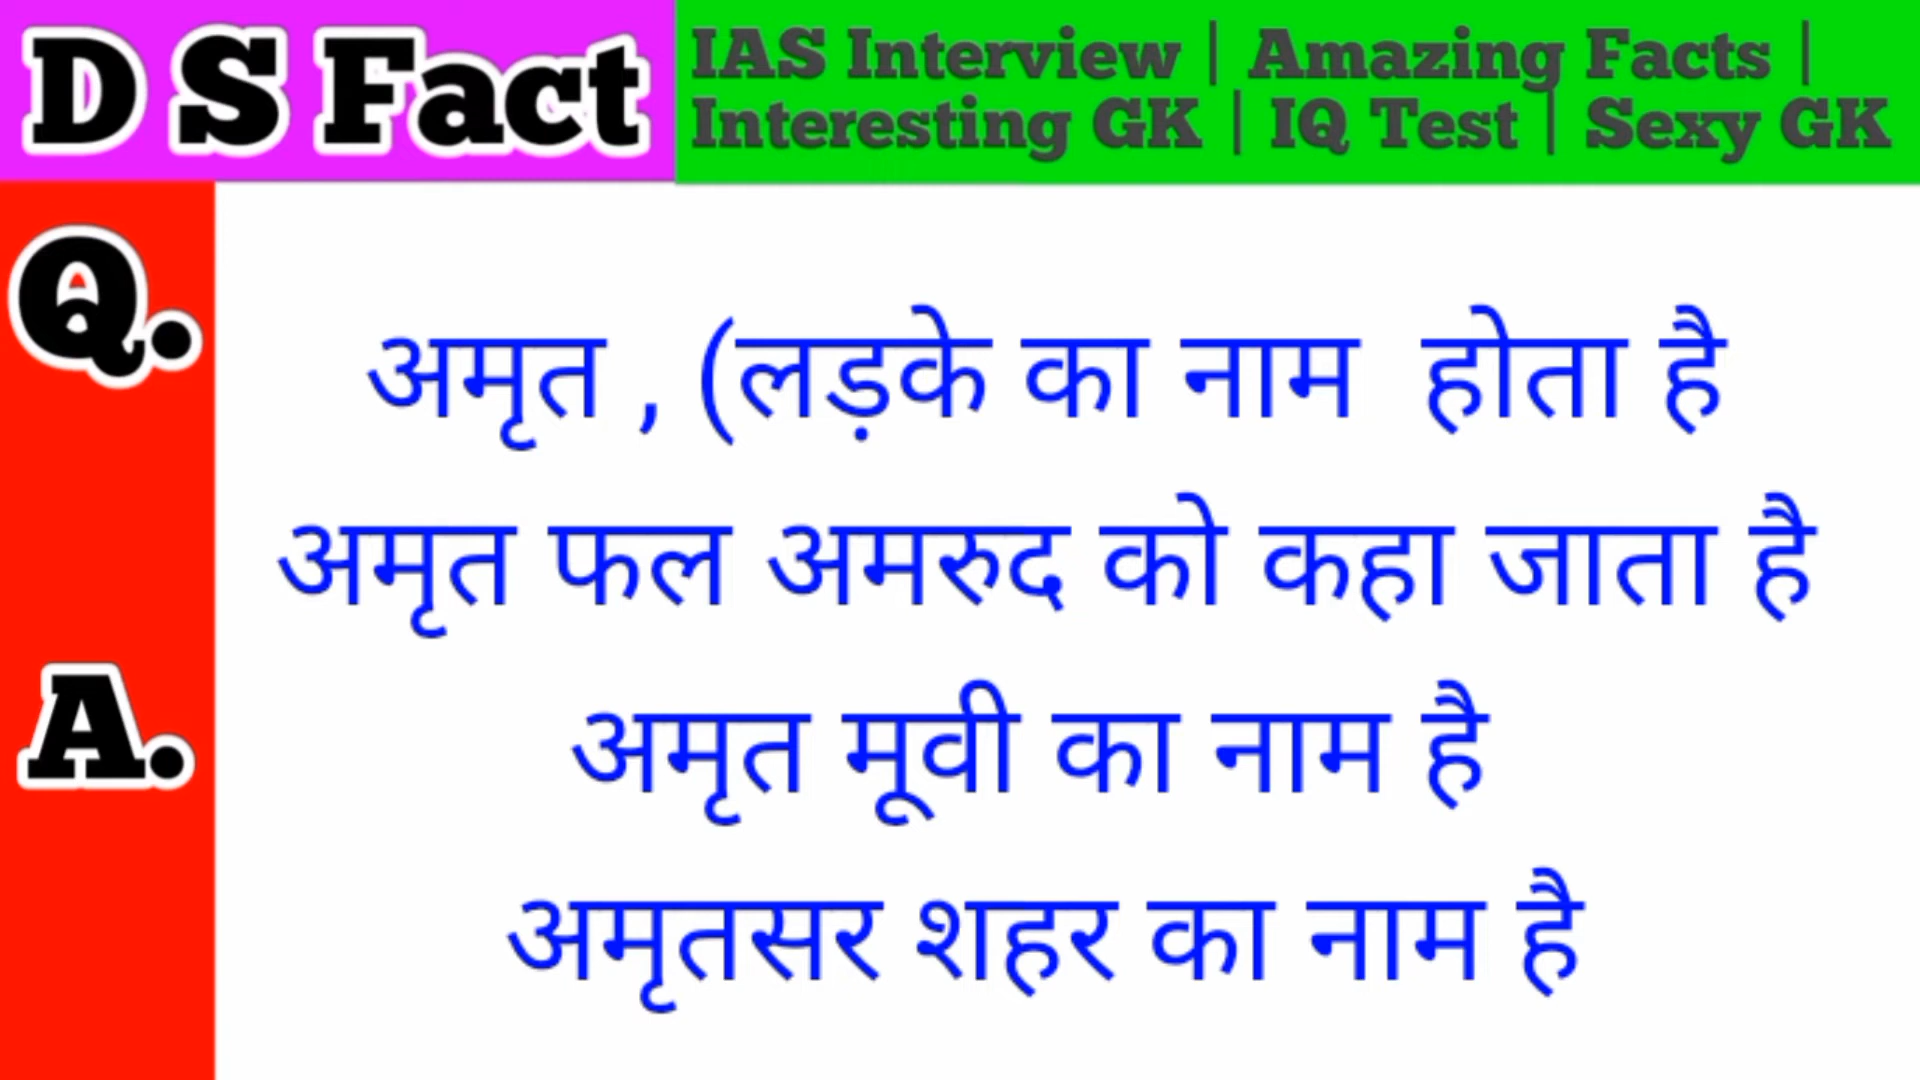 D S Fact
IAS Interview | Amazing Facts |
Interesting GK | IQ Test | Sexy GK
Q.
अमृत , (लड़के का नाम होता है
अमृत फल अमरुद को कहा जाता है
A.
अमृत मूवी का नाम है
अमृतसर शहर का नाम है